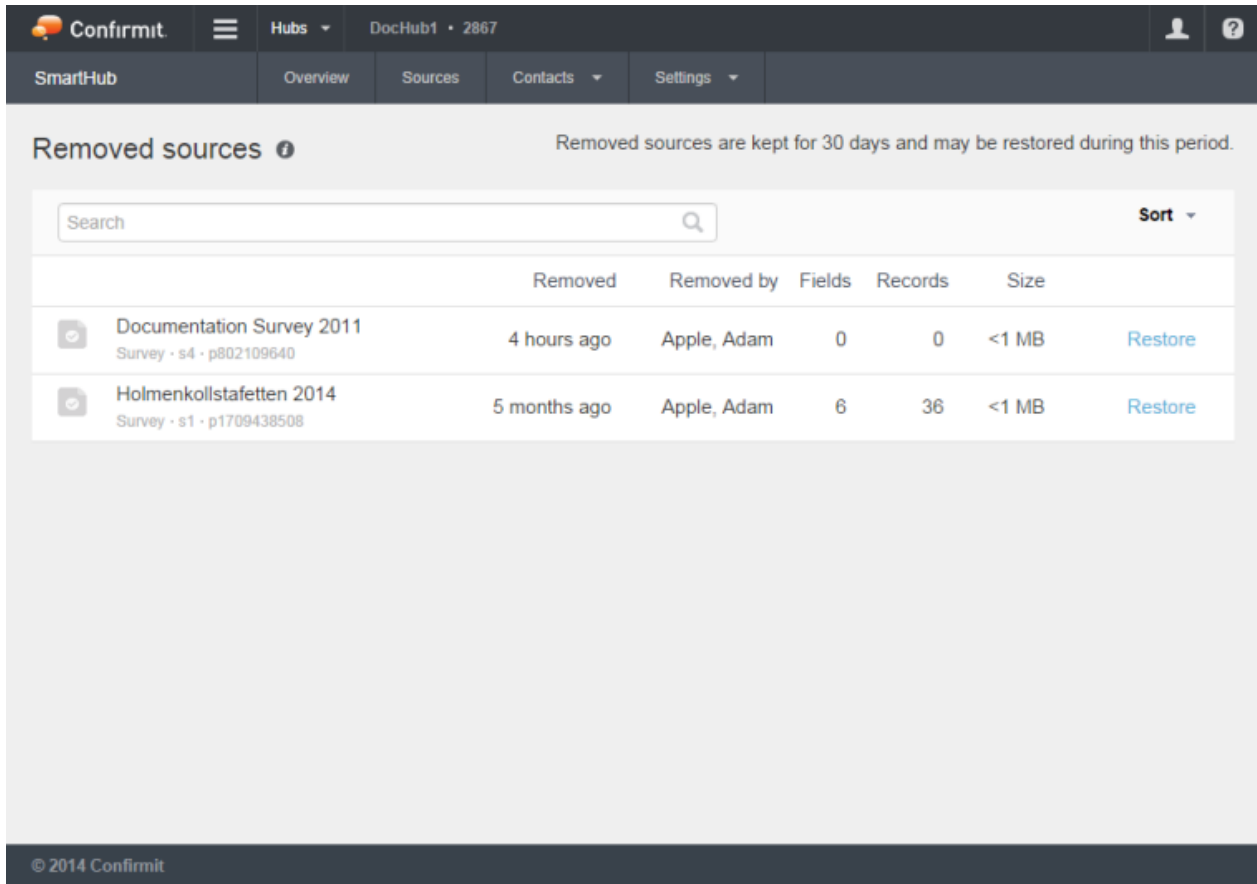 Confirmit. Hubs DocHub1 • 2867
SmartHub Overview Sources Contacts Settings
Removed sources Removed sources are kept for 30 days and may be restored during this period.
Search Sort
Removed Removed by Fields Records Size
Documentation Survey 2011
4 hours ago Apple, Adam 0 0 <1 MB Restore
Survey · s4 · p802109640
Holmenkollstafetten 2014
5 months ago Apple, Adam 6 36 <1 MB Restore
Survey · s1 · p1709438508
© 2014 Confirmit